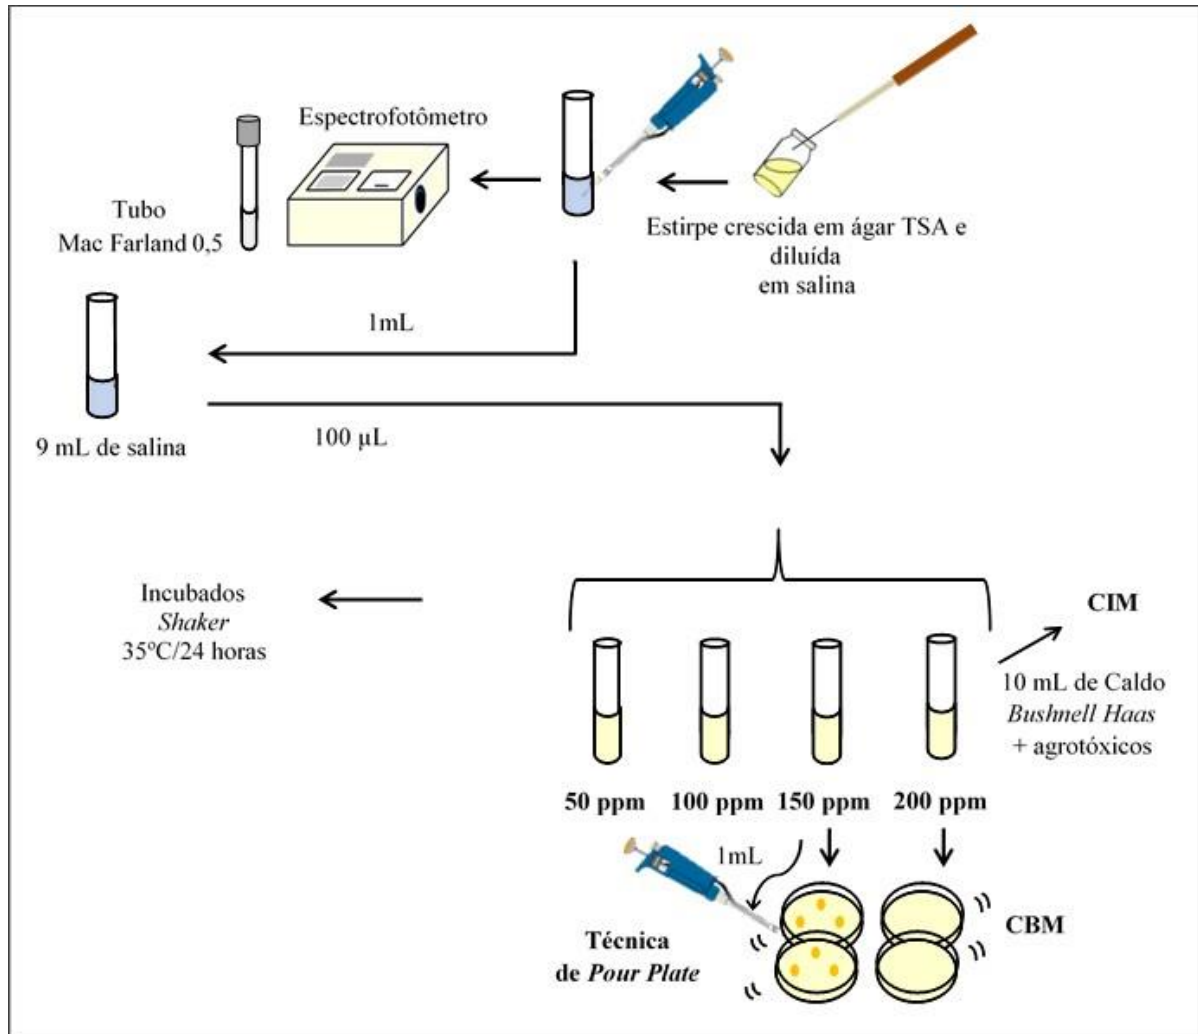 Espectrofotômetro
Tubo
Mac Farland 0,5
Estirpe crescida em ágar TSA e
diluída
em salina
1mL
9 mL de salina
100 µL
Incubados
Shaker
35ºC/24 horas
CIM
10 mL de Caldo
Bushnell Haas
+ agrotóxicos
50 ppm
100 ppm
150 ppm
200 ppm
1mL
Técnica
de Pour Plate
CBM